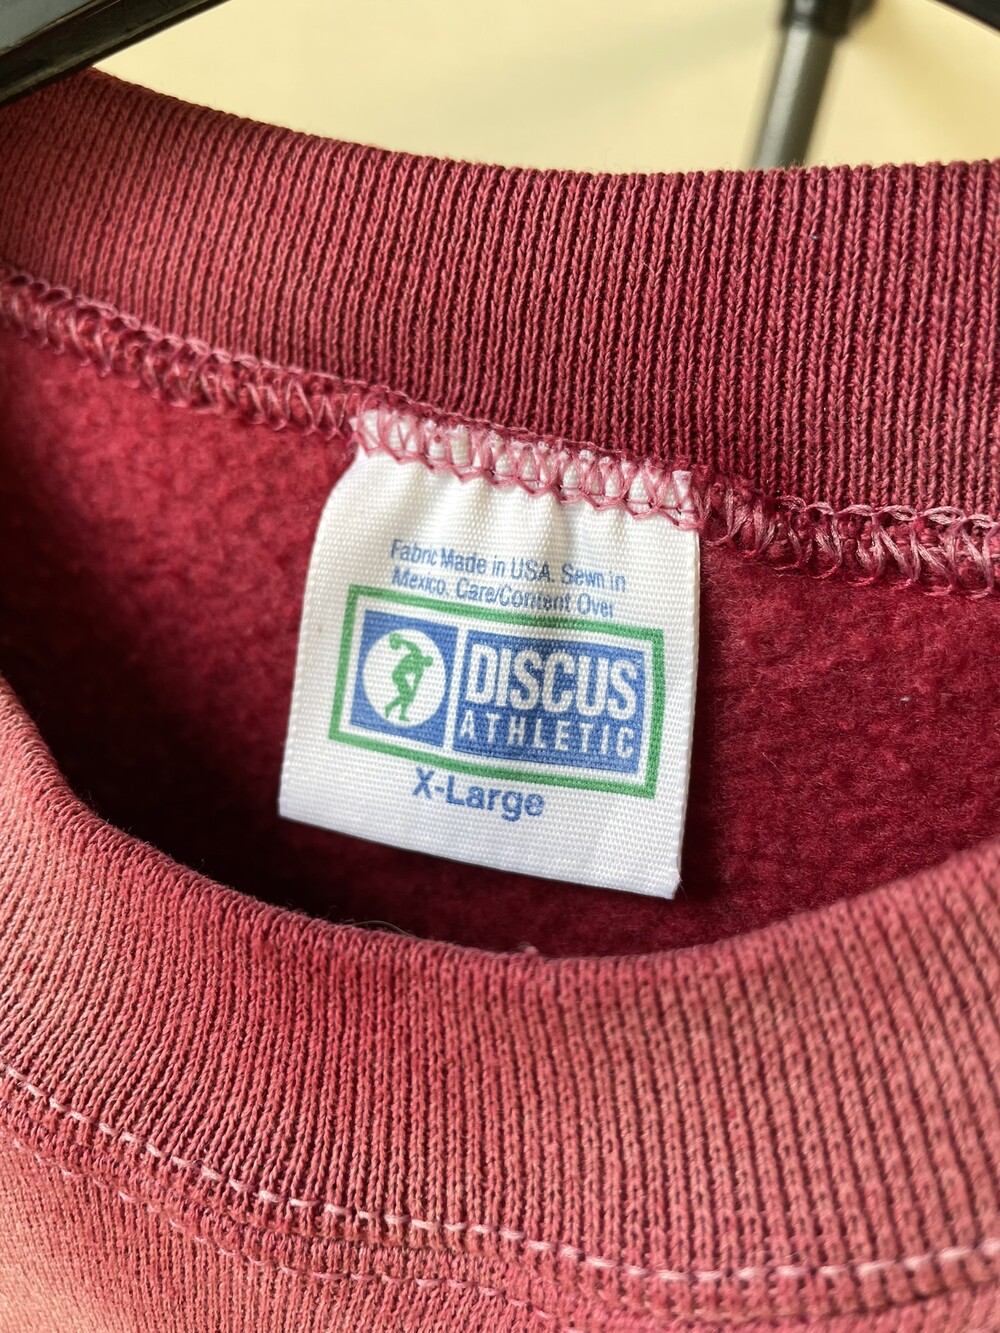 Fabric Made in USA. Sewn in
Mexico. Care/Content Over
DISCUS
ATHLETIC
X-Large